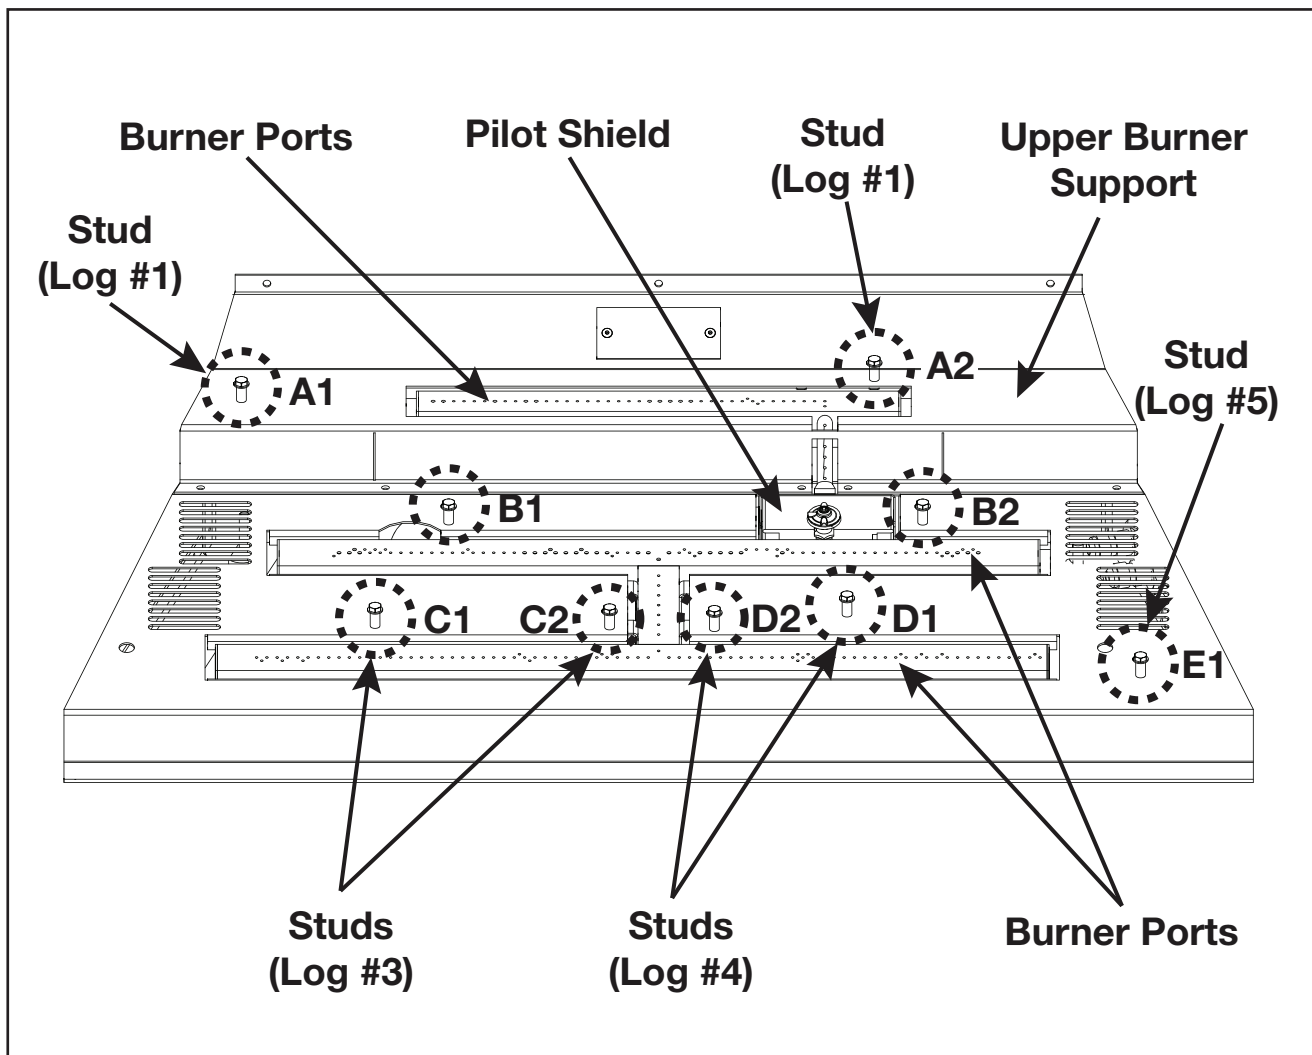 Burner Ports
Pilot Shield
Stud
(Log #1)
Upper Burner
Support
Stud
(Log #1)
Stud
(Log #5)
A1
A2
B1
B2
C1
C2
D2
D1
E1
Studs
(Log #3)
Studs
(Log #4)
Burner Ports